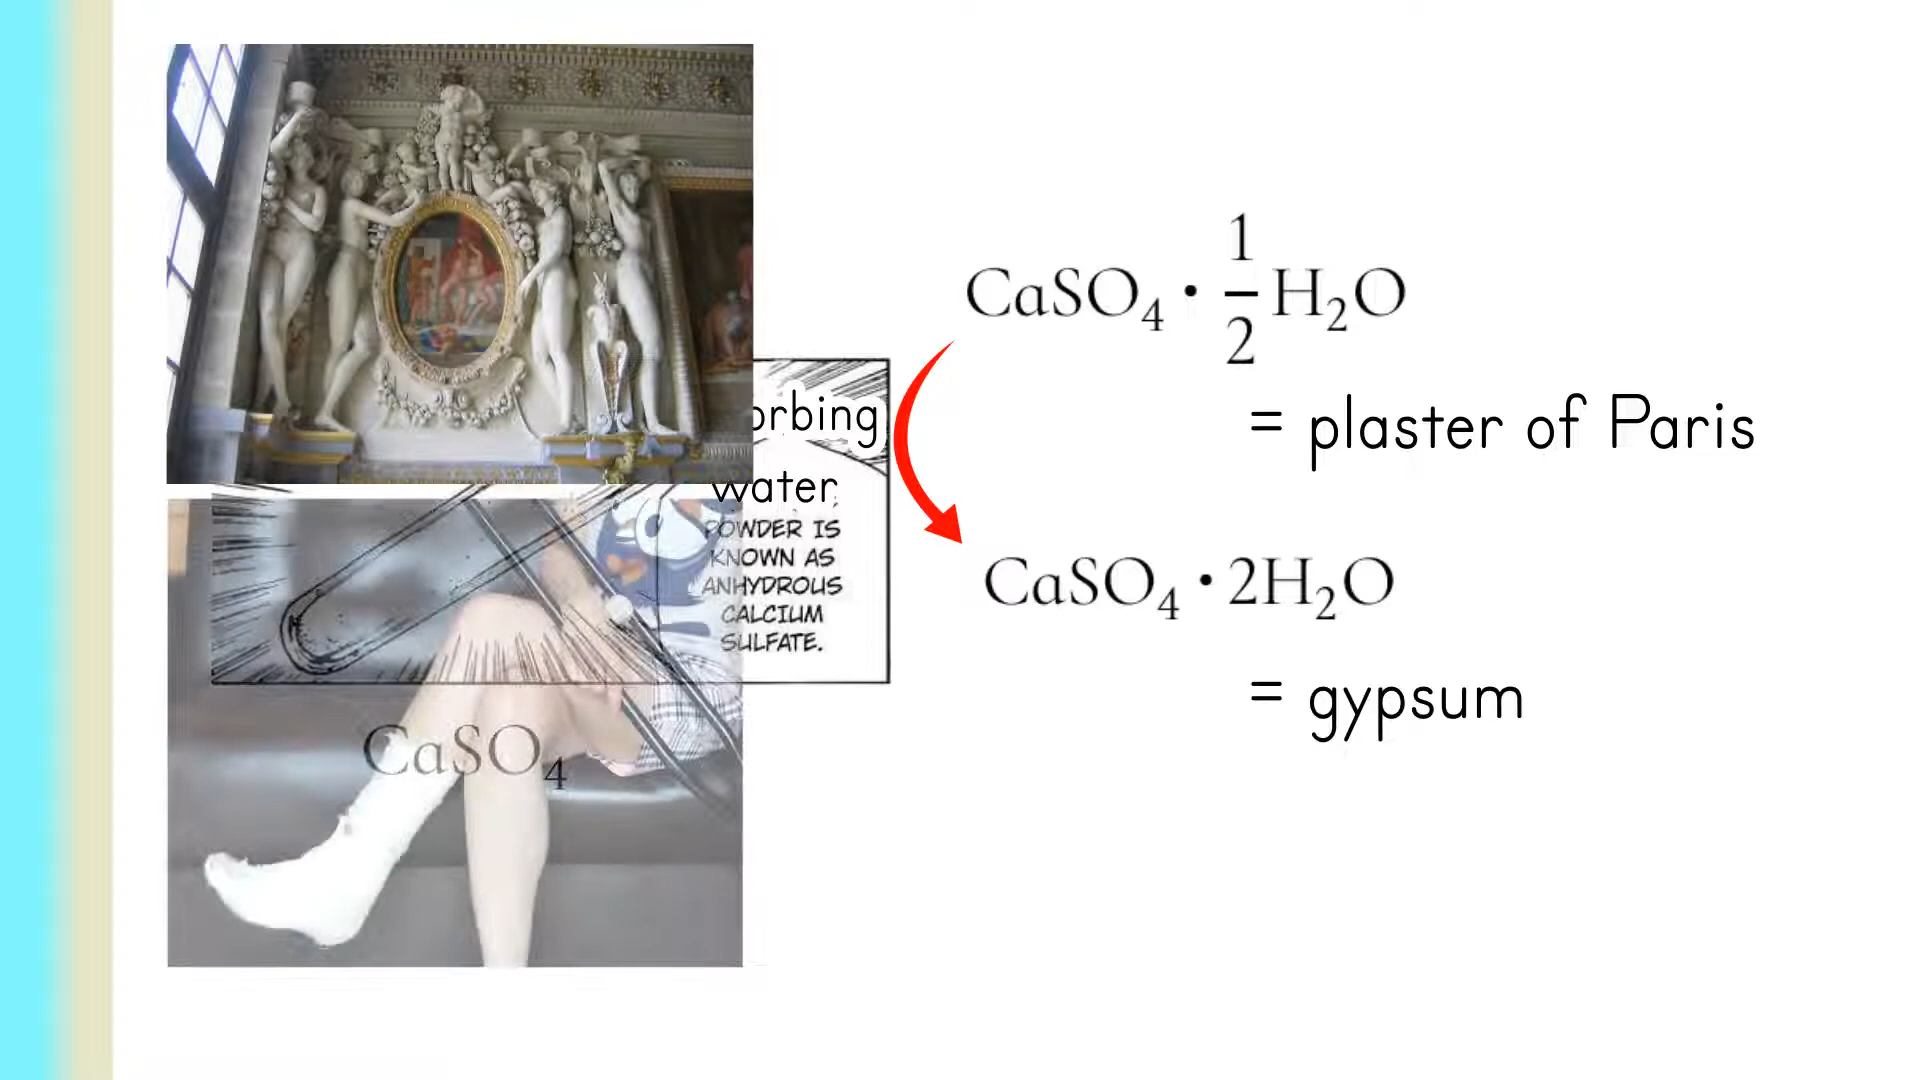 CaSO₄ · 1/2 H₂O
= plaster of Paris
CaSO₄ · 2H₂O
= gypsum
water
POWDER IS
KNOWN AS
ANHYDROUS
CALCIUM
SULFATE.
CaSO₄